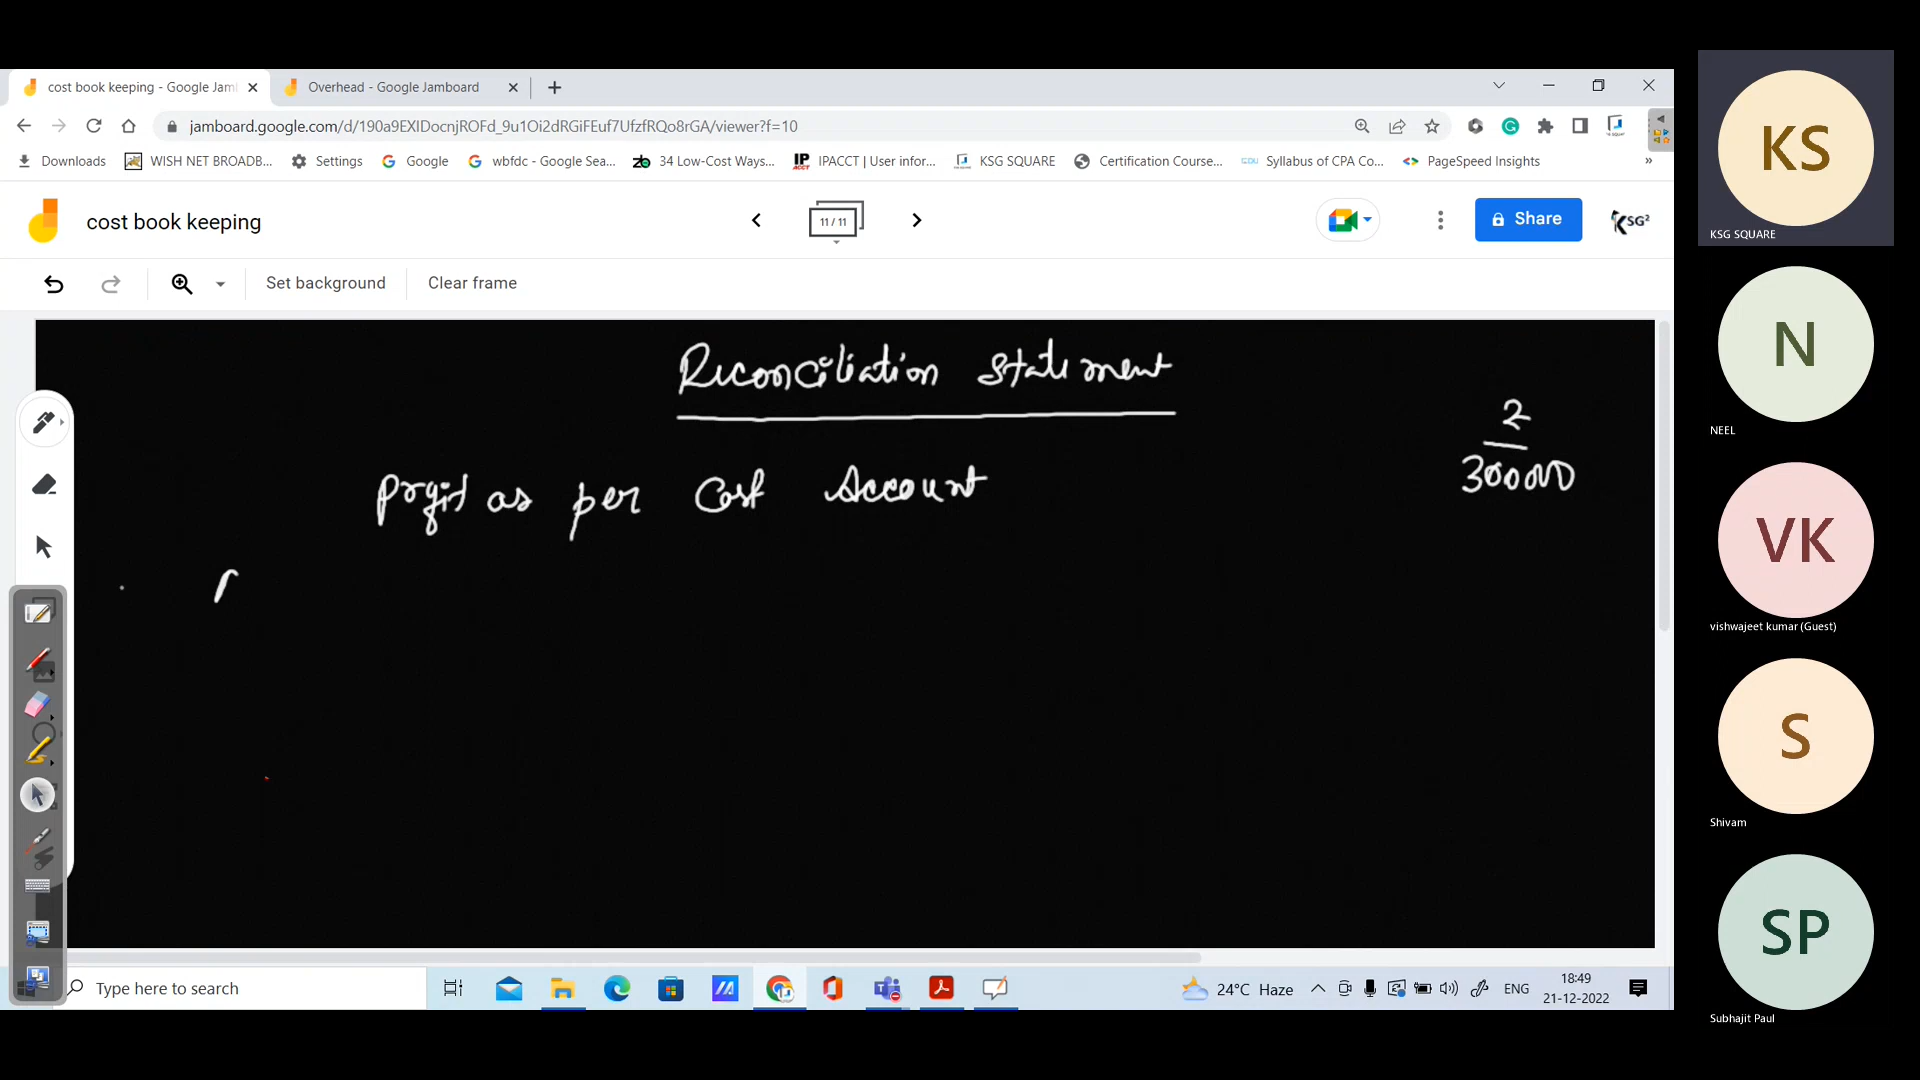 cost book keeping - Google Jam
Overhead - Google Jamboard
jamboard.google.com/d/190a9EXIDocnjROFd_9u1Oi2dRGiFEuf7UfzfRQo8rGA/viewer?f=10
Downloads WISH NET BROADB... Settings Google wbfdc - Google Sea... 34 Low-Cost Ways... IPACCT | User infor... KSG SQUARE Certification Course... Syllabus of CPA Co... PageSpeed Insights »
cost book keeping
11 / 11
Share
KSG²
Set background Clear frame
Reconciliation Statement
2
Profit as per Cost Account 300000
Type here to search
24°C Haze
ENG
18:49
21-12-2022
KS
KSG SQUARE
N
NEEL
VK
vishwajeet kumar (Guest)
S
Shivam
SP
Subhajit Paul